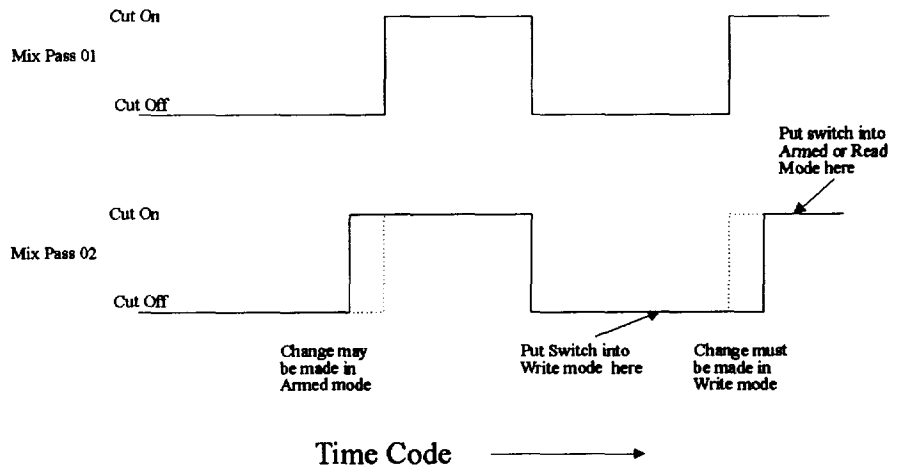 Cut On
Mix Pass 01
Cut Off
Put switch into
Armed or Read
Mode here
Cut On
Mix Pass 02
Cut Off
Change may
be made in
Armed mode
Put Switch into
Write mode here
Change must
be made in
Write mode
Time Code